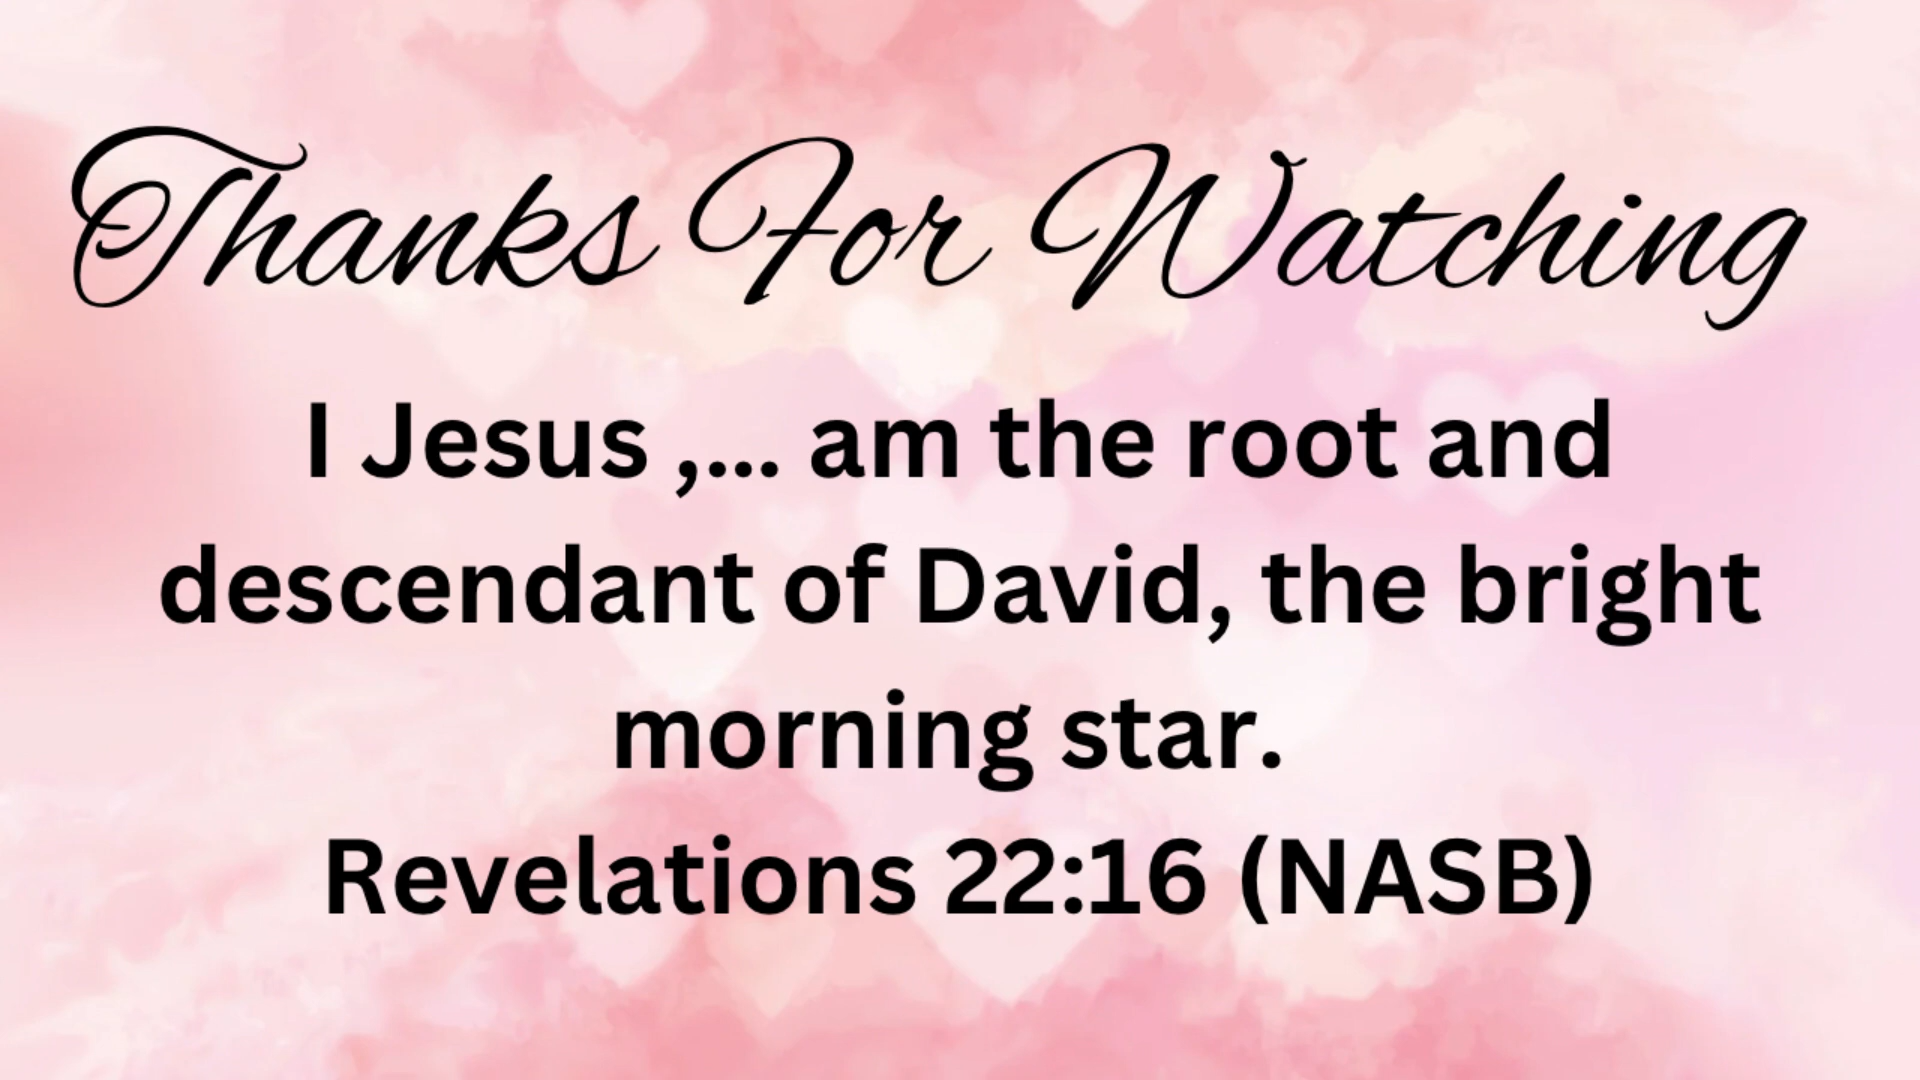 Thanks For Watching
I Jesus ,... am the root and
descendant of David, the bright
morning star.
Revelations 22:16 (NASB)